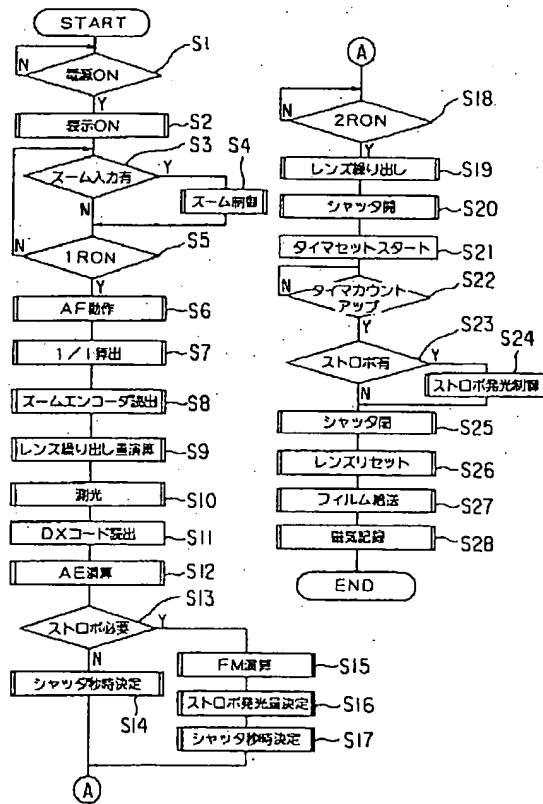 START
S1
N
電源ON
Y
表示ON
S2
S3
ズーム入力有
Y
S4
ズーム制御
N
S5
1RON
Y
AF動作
S6
1/l算出
S7
ズームエンコーダ読出
S8
レンズ繰り出し量演算
S9
測光
S10
DXコード読出
S11
AE演算
S12
S13
ストロボ必要
Y
N
シャッタ秒時決定
S14
FM演算
S15
ストロボ発光量決定
S16
シャッタ秒時決定
S17
A
A
S18
N
2RON
Y
レンズ繰り出し
S19
シャッタ開
S20
タイマセットスタート
S21
S22
N
タイマカウント
アップ
Y
S23
ストロボ有
Y
S24
ストロボ発光制御
N
シャッタ閉
S25
レンズリセット
S26
フィルム給送
S27
磁気記録
S28
END